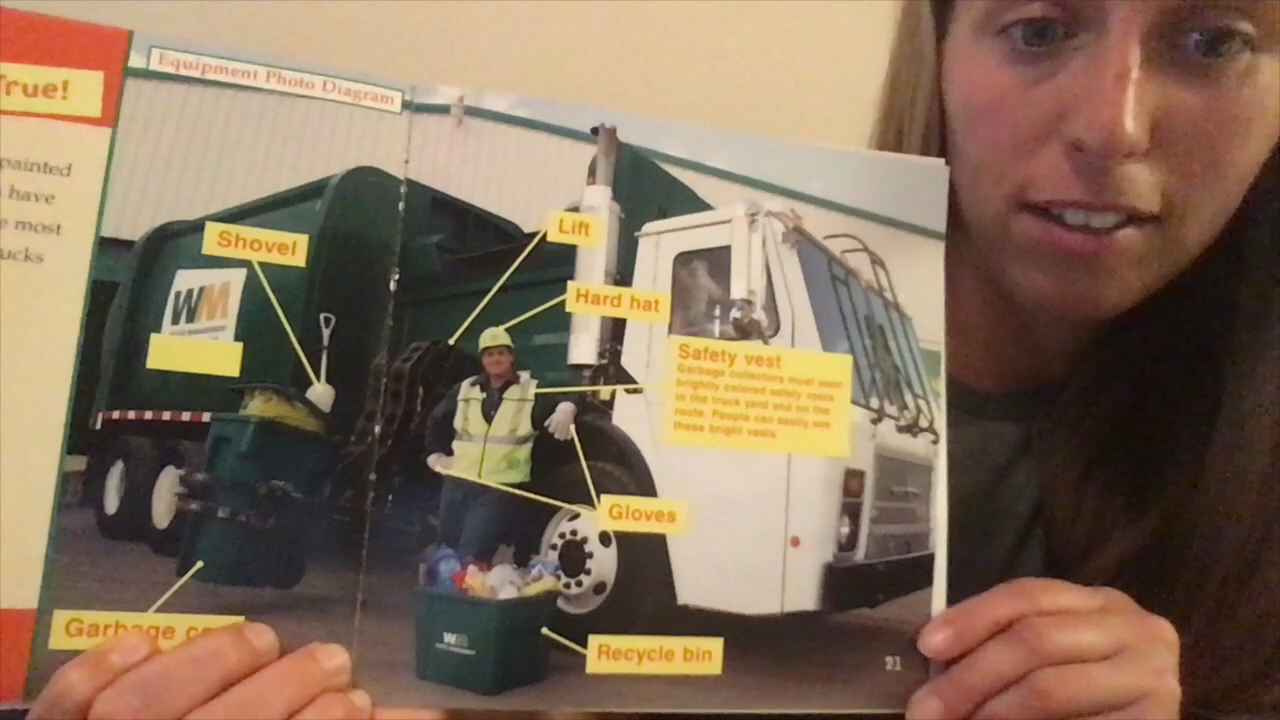 True!
painted
have
most
ucks
Equipment Photo Diagram
Shovel
Lift
Hard hat
WM
Safety vest
Garbage collectors must wear
brightly colored safety vests
in the truck yard and on the
route. People can easily see
these bright vests.
Gloves
Garbage
WM
Recycle bin
21